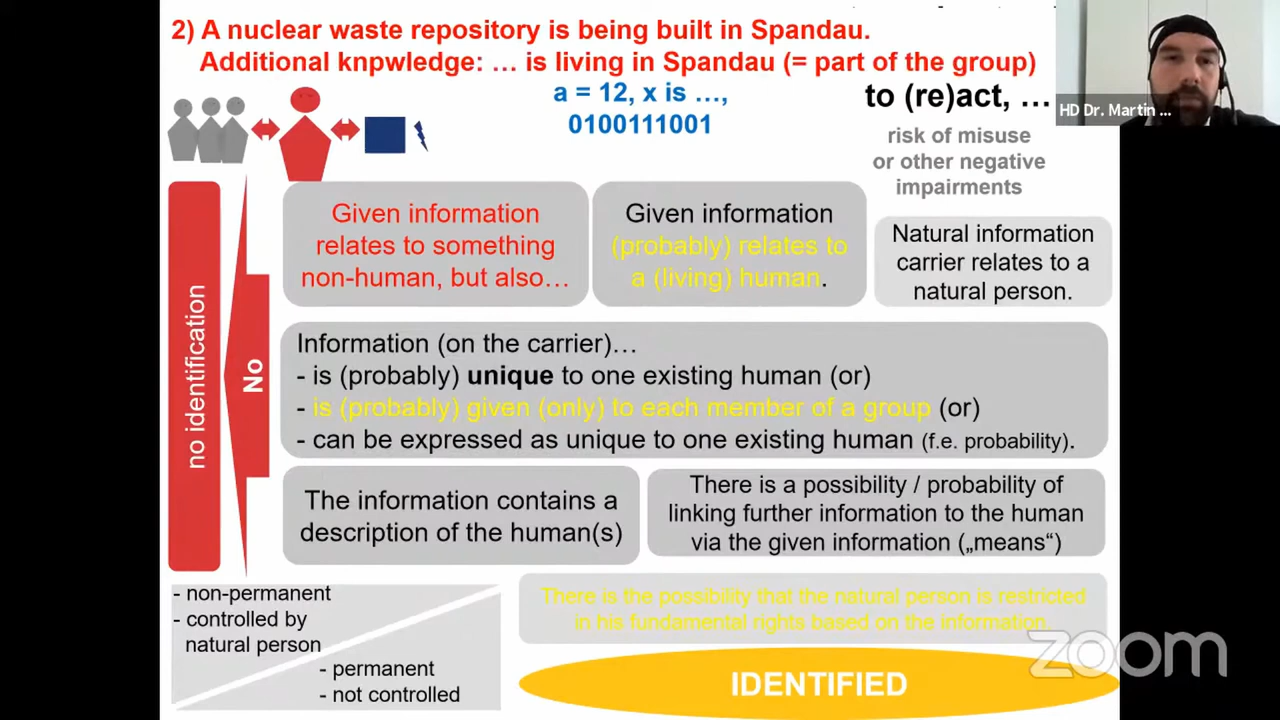 2) A nuclear waste repository is being built in Spandau.
Additional knpwledge: … is living in Spandau (= part of the group)
a = 12, x is …,
0100111001
to (re)act, …
HD Dr. Martin ...
risk of misuse
or other negative
impairments
no identification
No
Given information
relates to something
non-human, but also…
Given information
(probably) relates to
a (living) human.
Natural information
carrier relates to a
natural person.
Information (on the carrier)…
- is (probably) unique to one existing human (or)
- is (probably) given (only) to each member of a group (or)
- can be expressed as unique to one existing human (f.e. probability).
The information contains a
description of the human(s)
There is a possibility / probability of
linking further information to the human
via the given information („means“)
- non-permanent
- controlled by
natural person
- permanent
- not controlled
There is the possibility that the natural person is restricted
in his fundamental rights based on the information.
zoom
IDENTIFIED